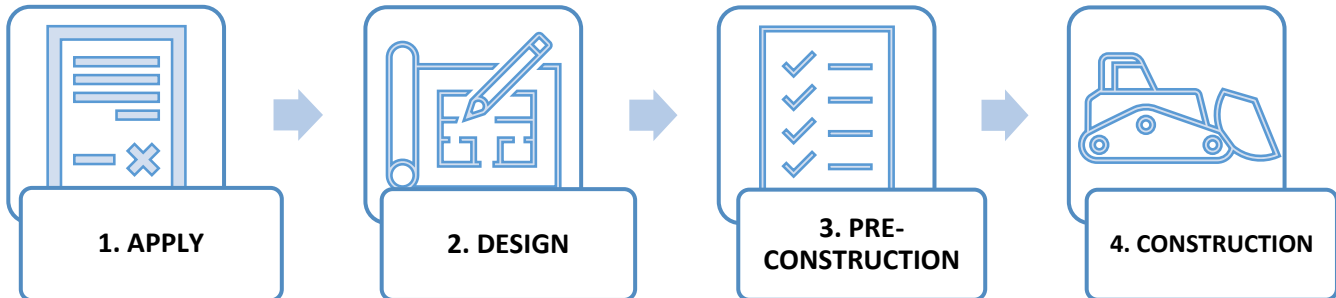 1. APPLY
2. DESIGN
3. PRE-
CONSTRUCTION
4. CONSTRUCTION